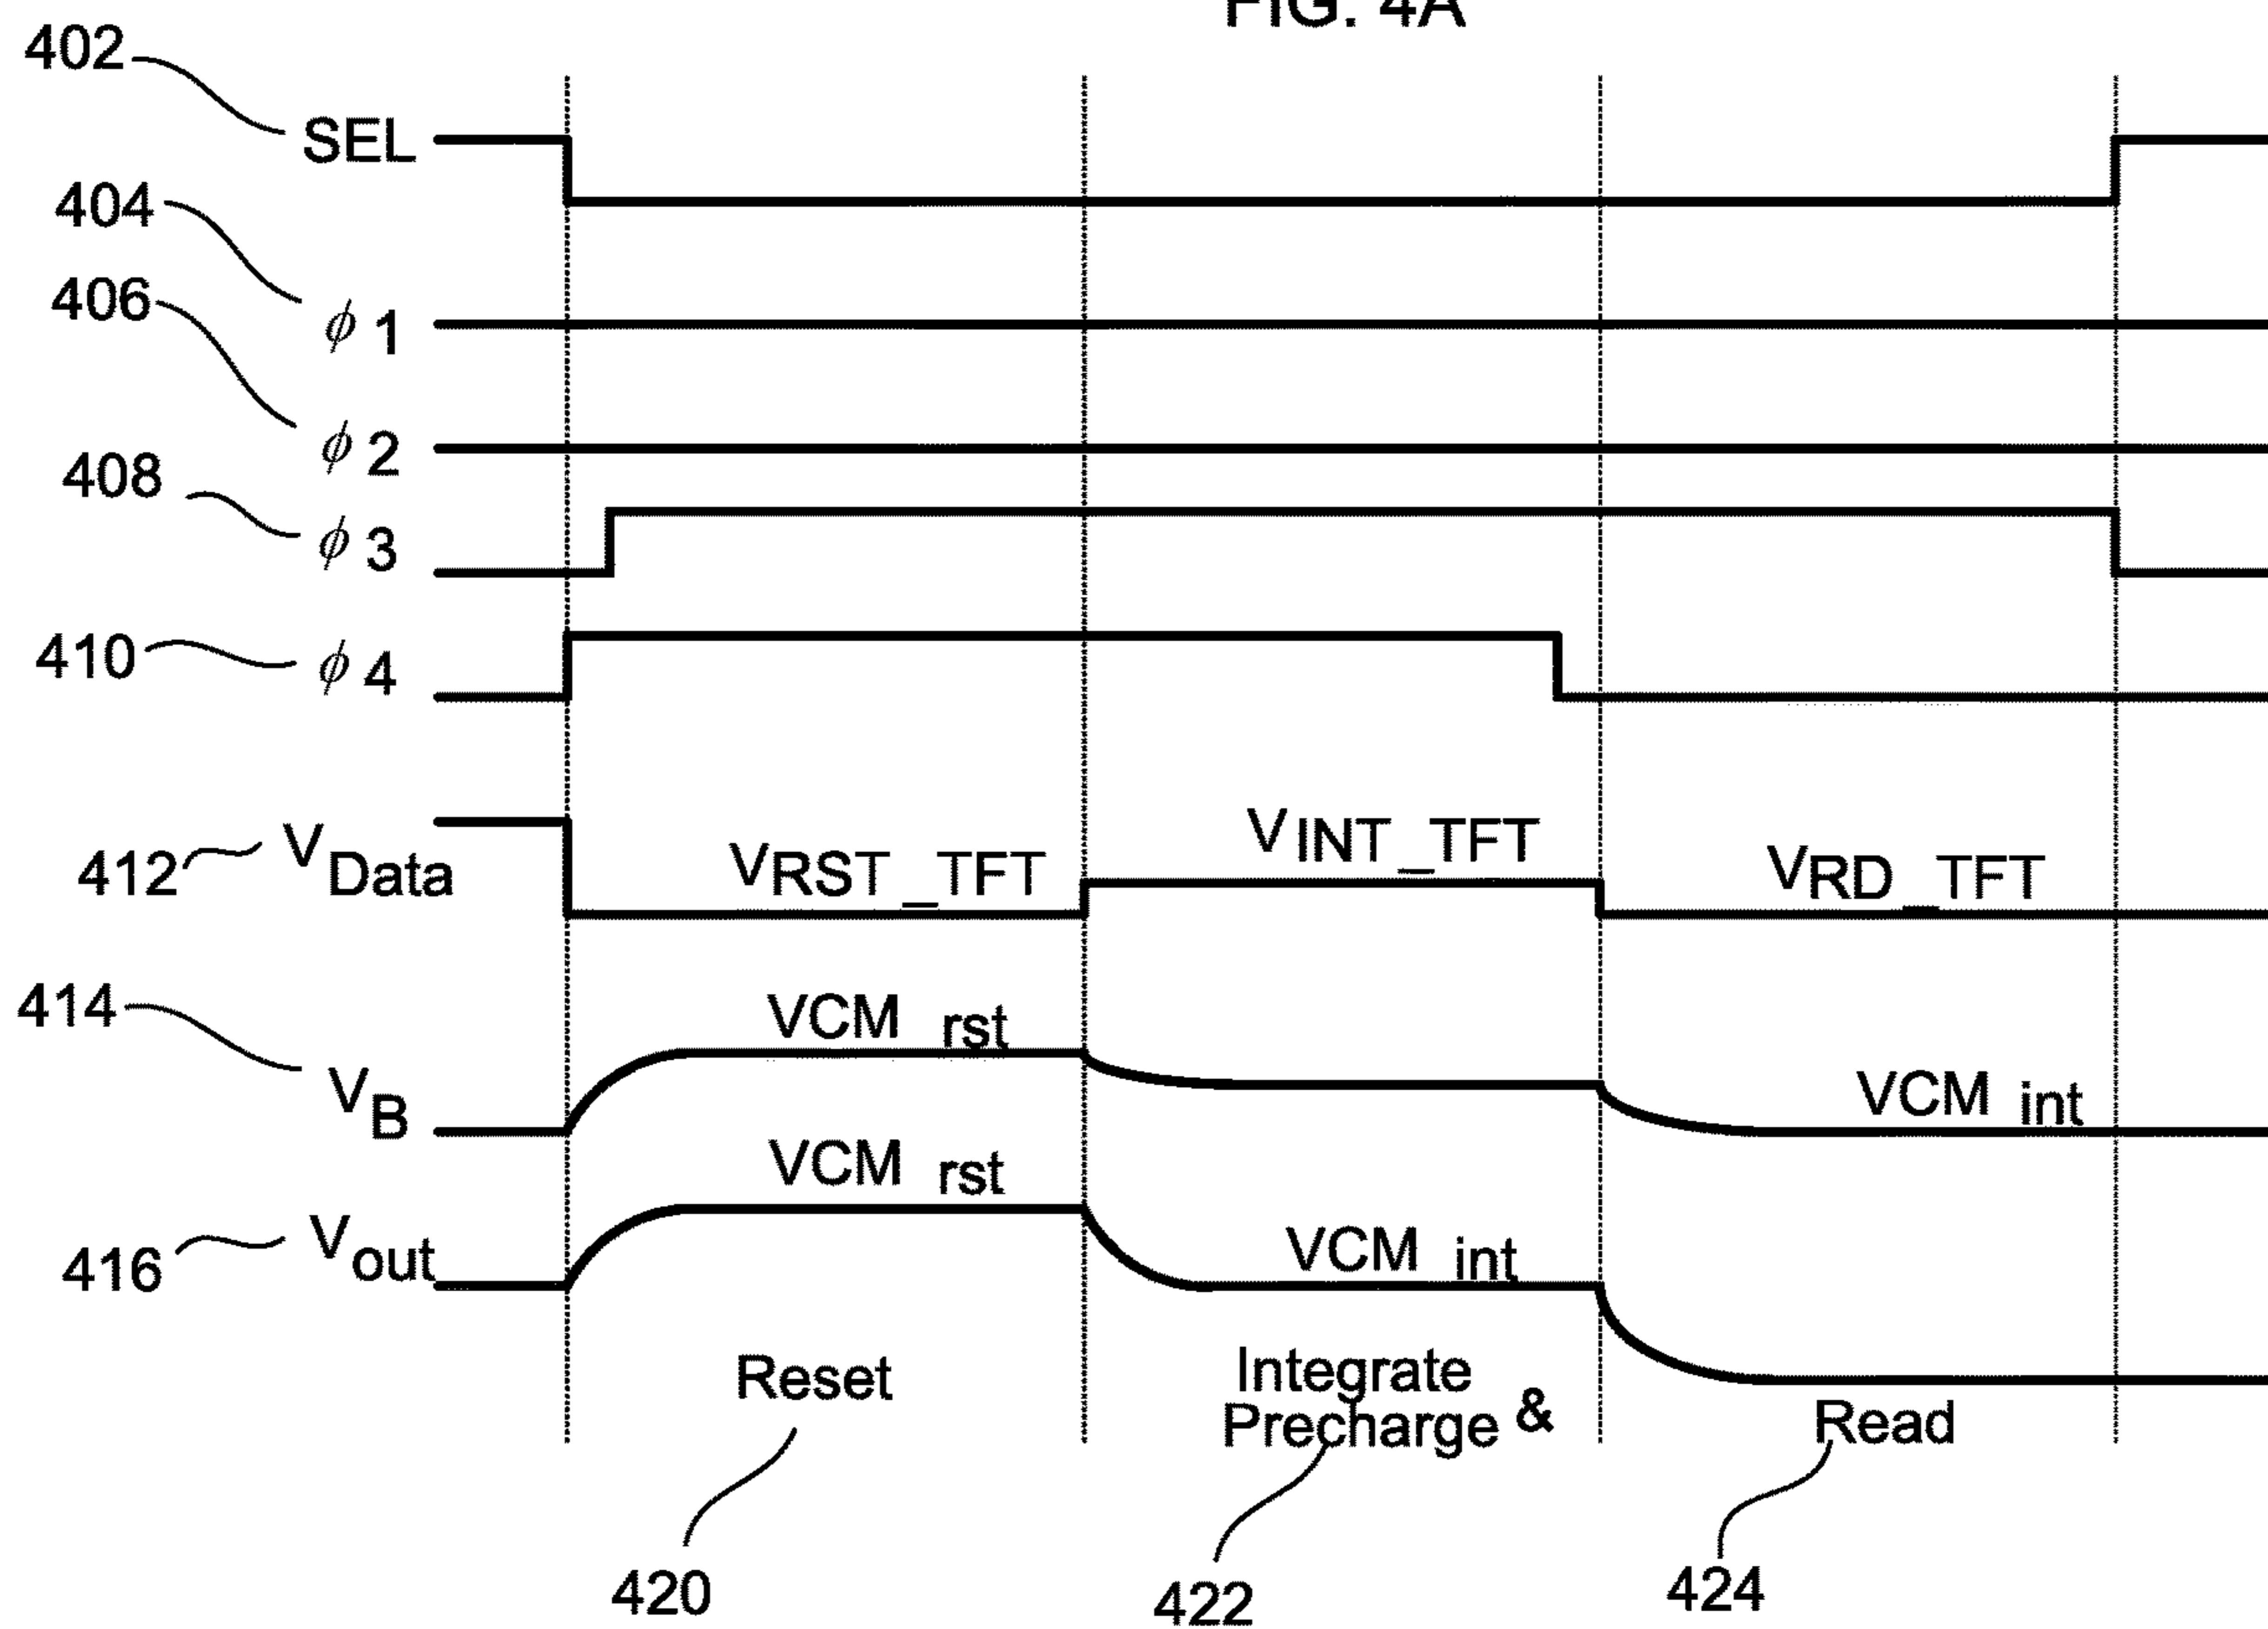 FIG. 4A
402
SEL
404
406
ϕ 1
ϕ 2
408
ϕ 3
410
ϕ 4
412
VData
VRST_TFT
VINT_TFT
VRD_TFT
414
VB
VCM rst
VCM int
416
Vout
VCM rst
VCM int
Reset
Integrate &
Precharge
Read
420
422
424